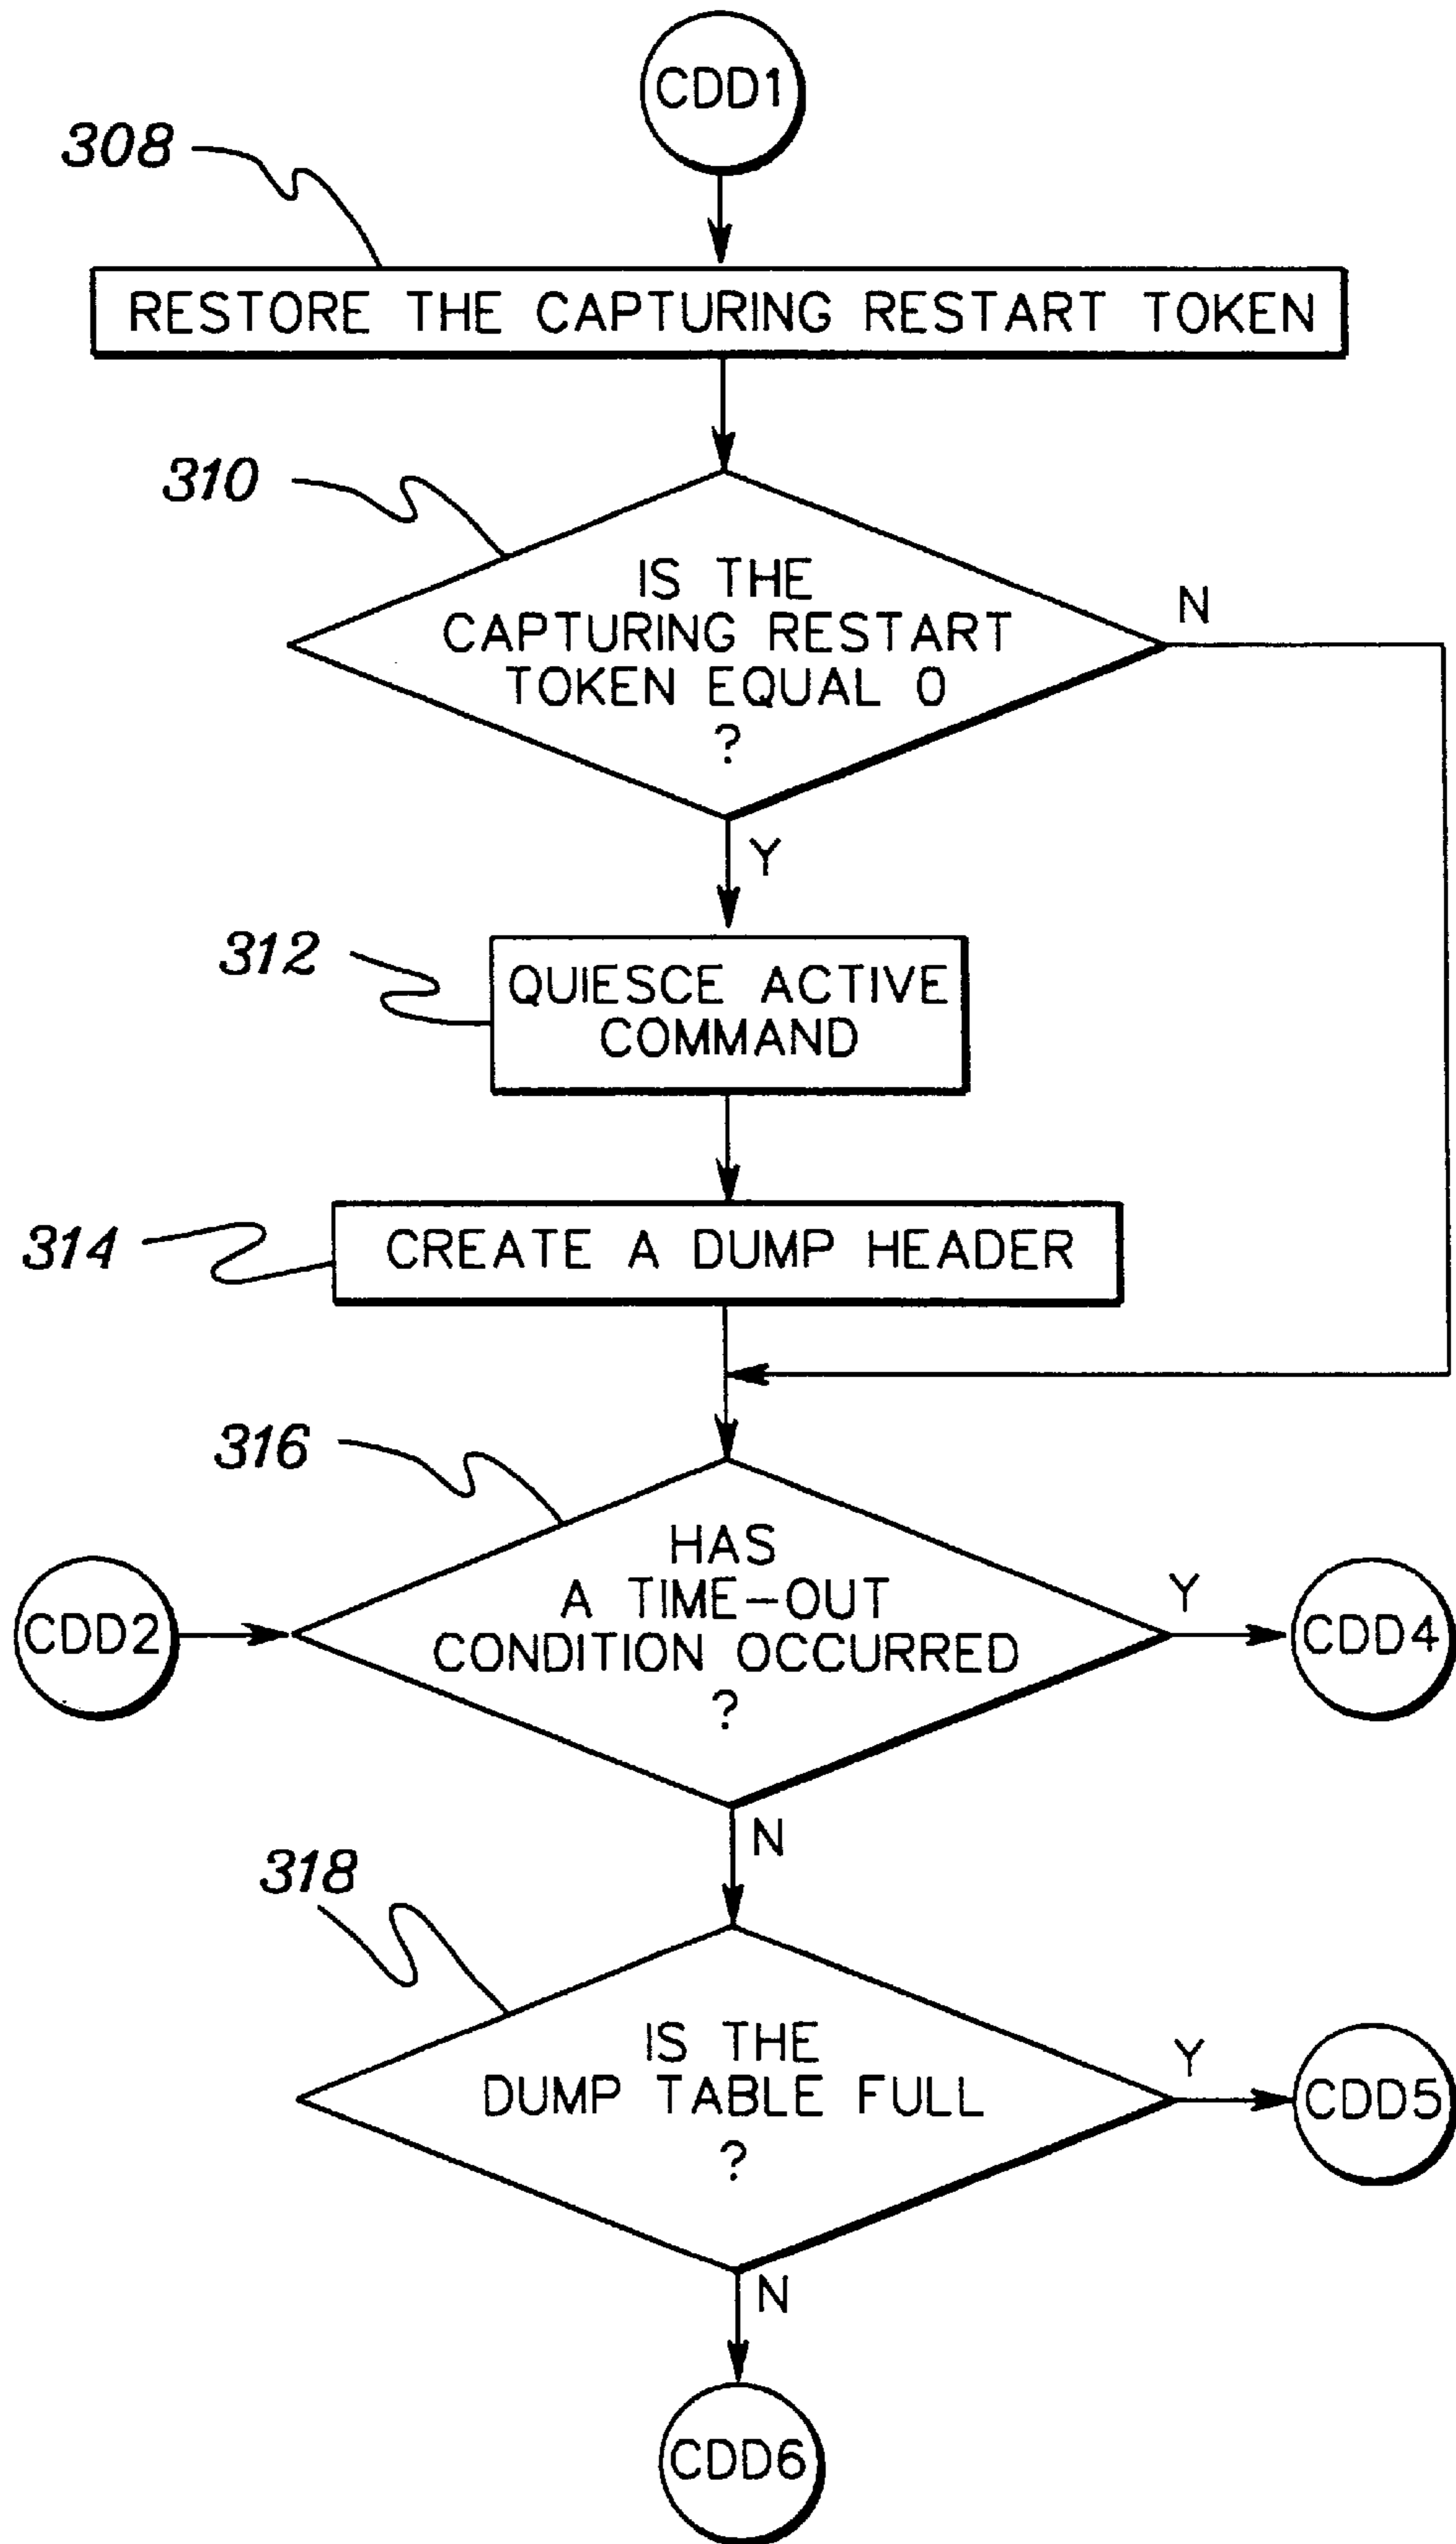 CDD1
308
RESTORE THE CAPTURING RESTART TOKEN
310
IS THE
CAPTURING RESTART
TOKEN EQUAL 0
?
N
Y
312
QUIESCE ACTIVE
COMMAND
314
CREATE A DUMP HEADER
316
HAS
A TIME-OUT
CONDITION OCCURRED
?
CDD2
Y
CDD4
N
318
IS THE
DUMP TABLE FULL
?
Y
CDD5
N
CDD6